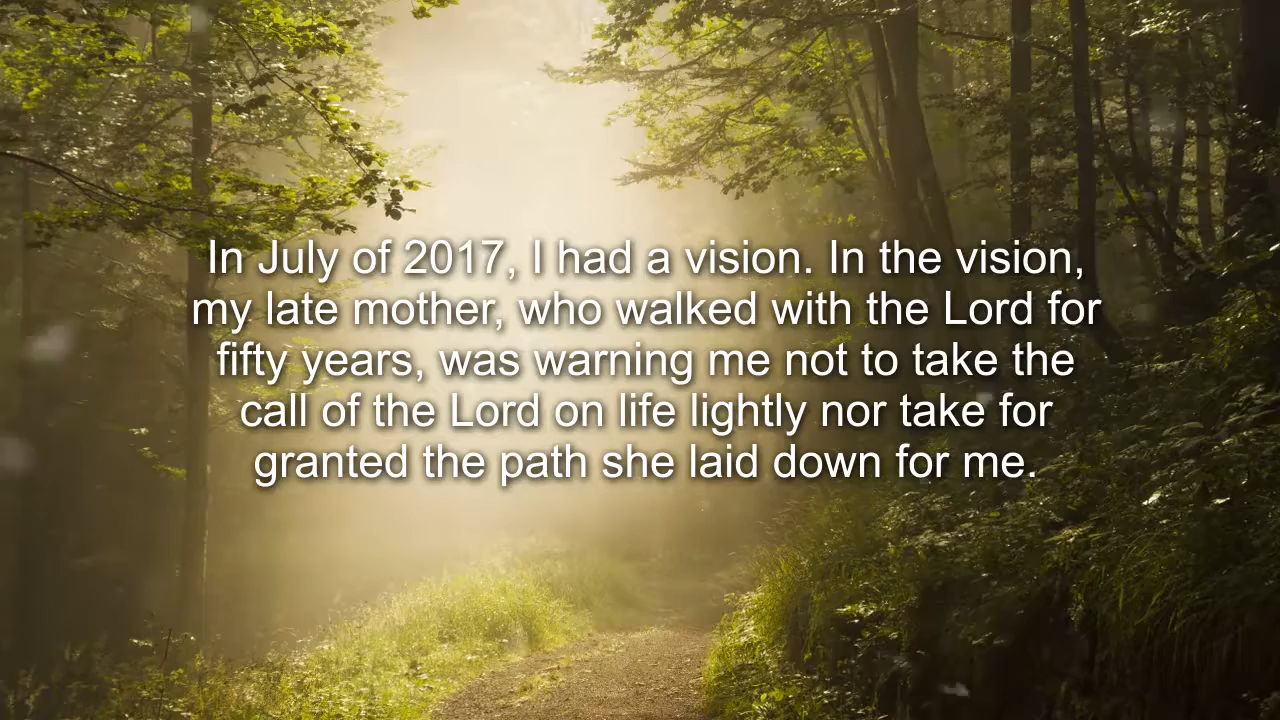 In July of 2017, I had a vision. In the vision,
my late mother, who walked with the Lord for
fifty years, was warning me not to take the
call of the Lord on life lightly nor take for
granted the path she laid down for me.